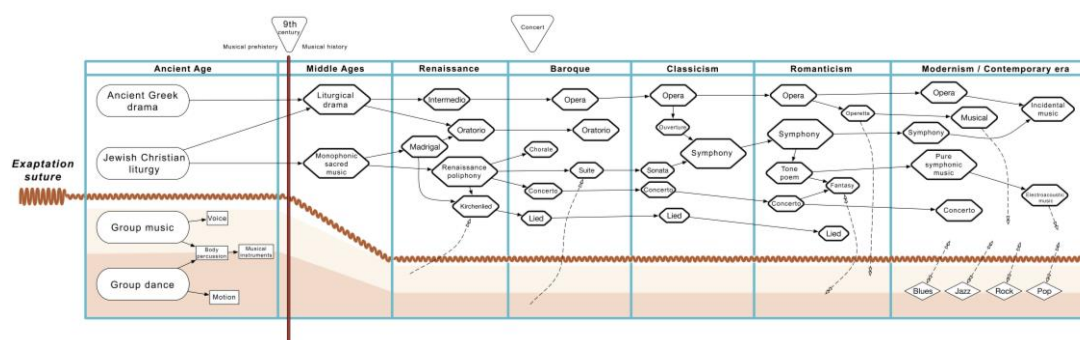 9th
century
Concert
Musical prehistory
Musical history
Ancient Age
Middle Ages
Renaissance
Baroque
Classicism
Romanticism
Modernism / Contemporary era
Ancient Greek
drama
Liturgical
drama
Intermedio
Opera
Opera
Opera
Opera
Incidental
music
Operetta
Musical
Oratorio
Oratorio
Ouverture
Symphony
Symphony
Madrigal
Chorale
Symphony
Exaptation
suture
Jewish Christian
liturgy
Monophonic
sacred
music
Renaissance
poliphony
Suite
Sonata
Tone
poem
Pure
symphonic
music
Fantasy
Concerto
Concerto
Electroacoustic
music
Kirchenlied
Lied
Lied
Concerto
Concerto
Lied
Group music
Voice
Body
percussion
Musical
instruments
Group dance
Motion
Blues
Jazz
Rock
Pop